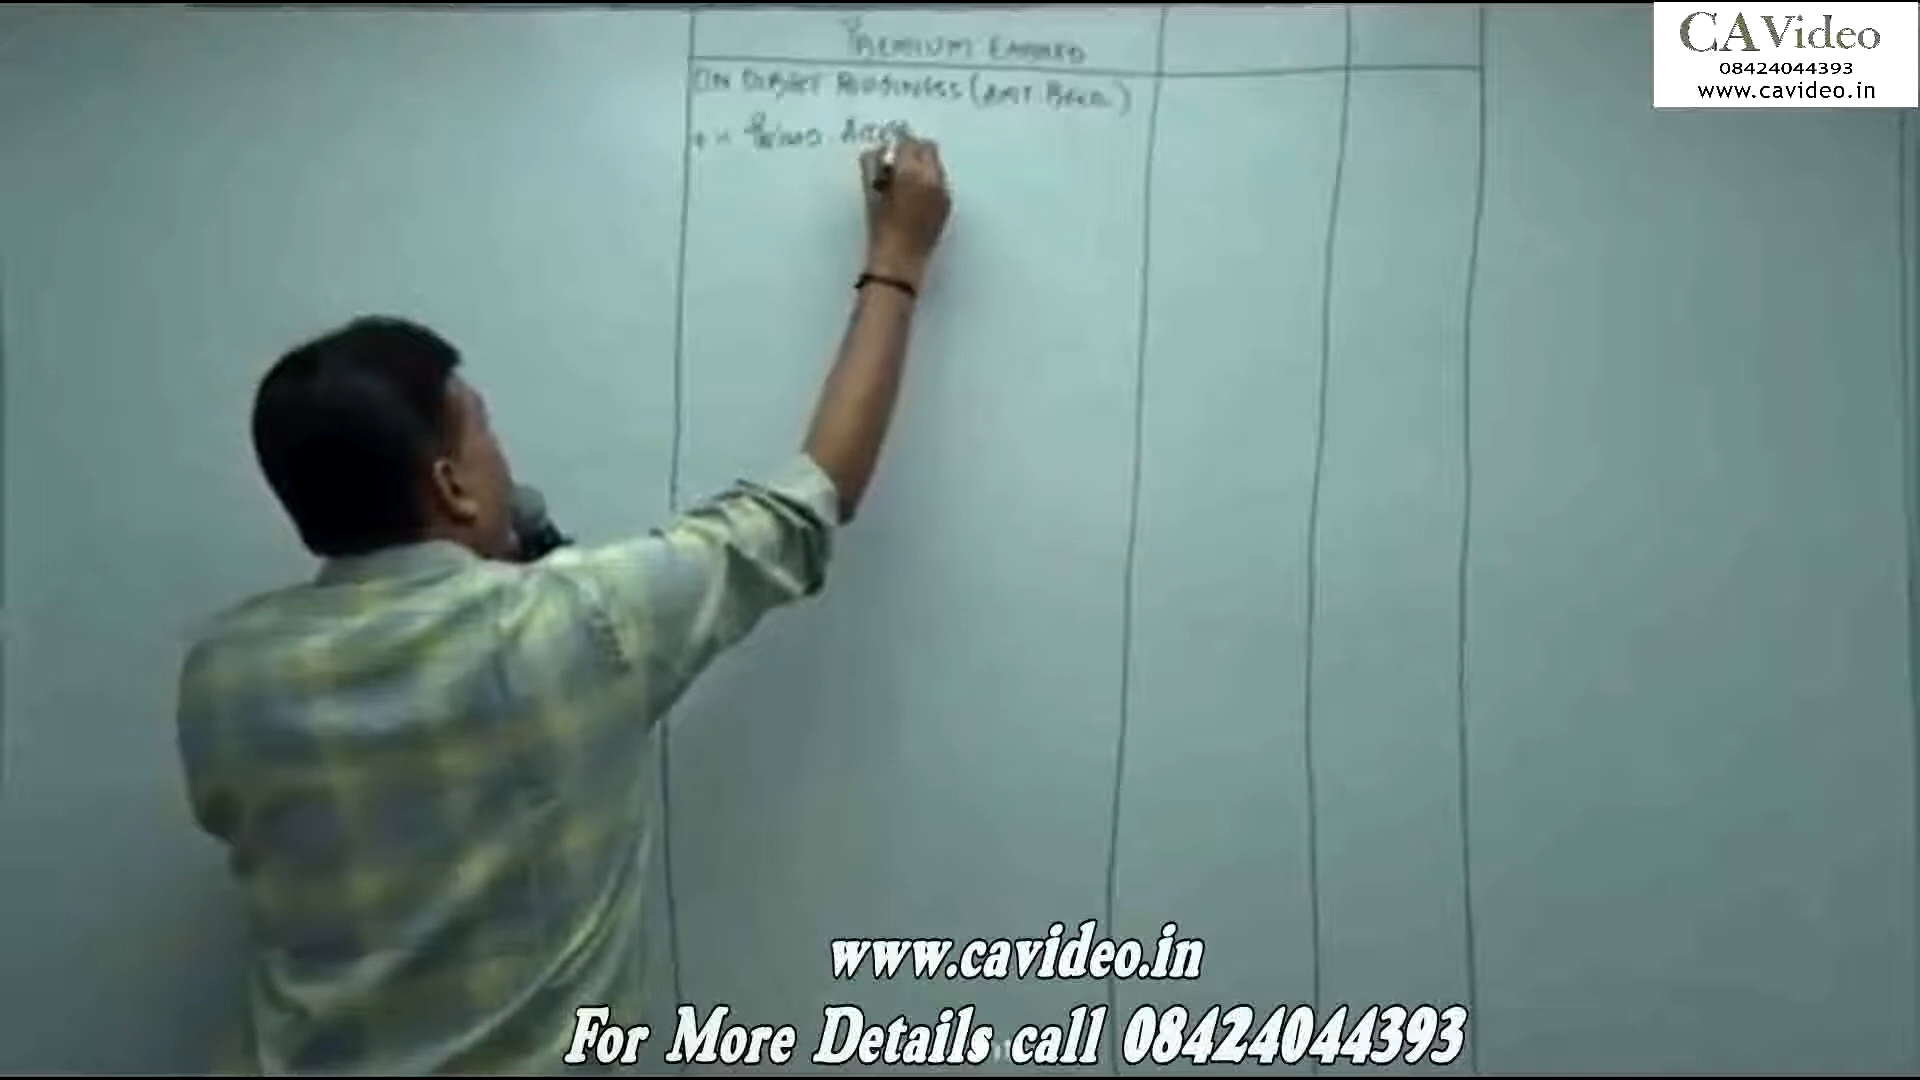 PREMIUM EARNED
ON DIRECT BUSINESS (AMT. RECD.)
+ "
CAVideo
08424044393
www.cavideo.in
www.cavideo.in
For More Details call 08424044393